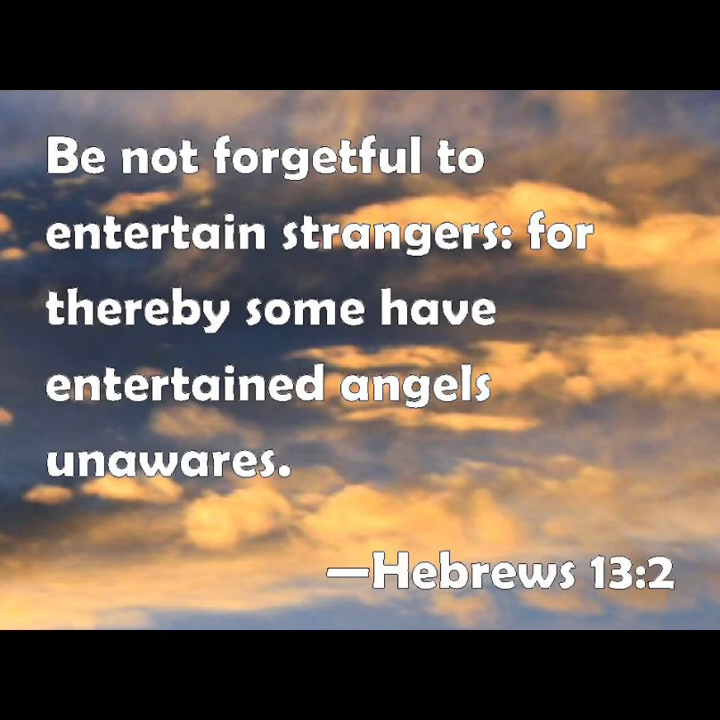 Be not forgetful to
entertain strangers: for
thereby some have
entertained angels
unawares.
—Hebrews 13:2